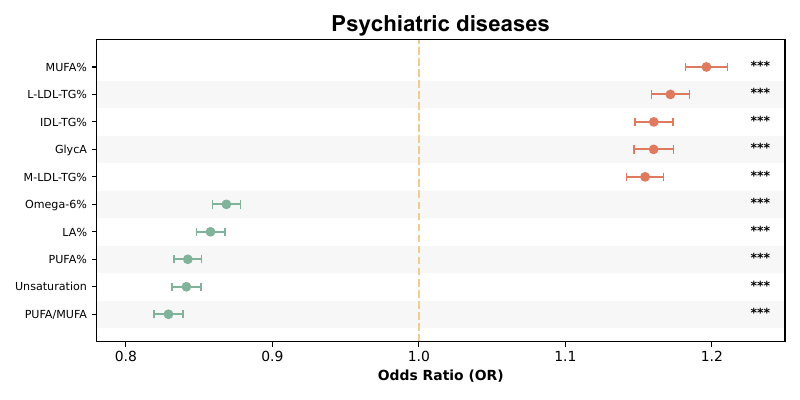 Psychiatric diseases
MUFA% ***
L-LDL-TG% ***
IDL-TG% ***
GlycA ***
M-LDL-TG% ***
Omega-6% ***
LA% ***
PUFA% ***
Unsaturation ***
PUFA/MUFA ***
0.8 0.9 1.0 1.1 1.2
Odds Ratio (OR)